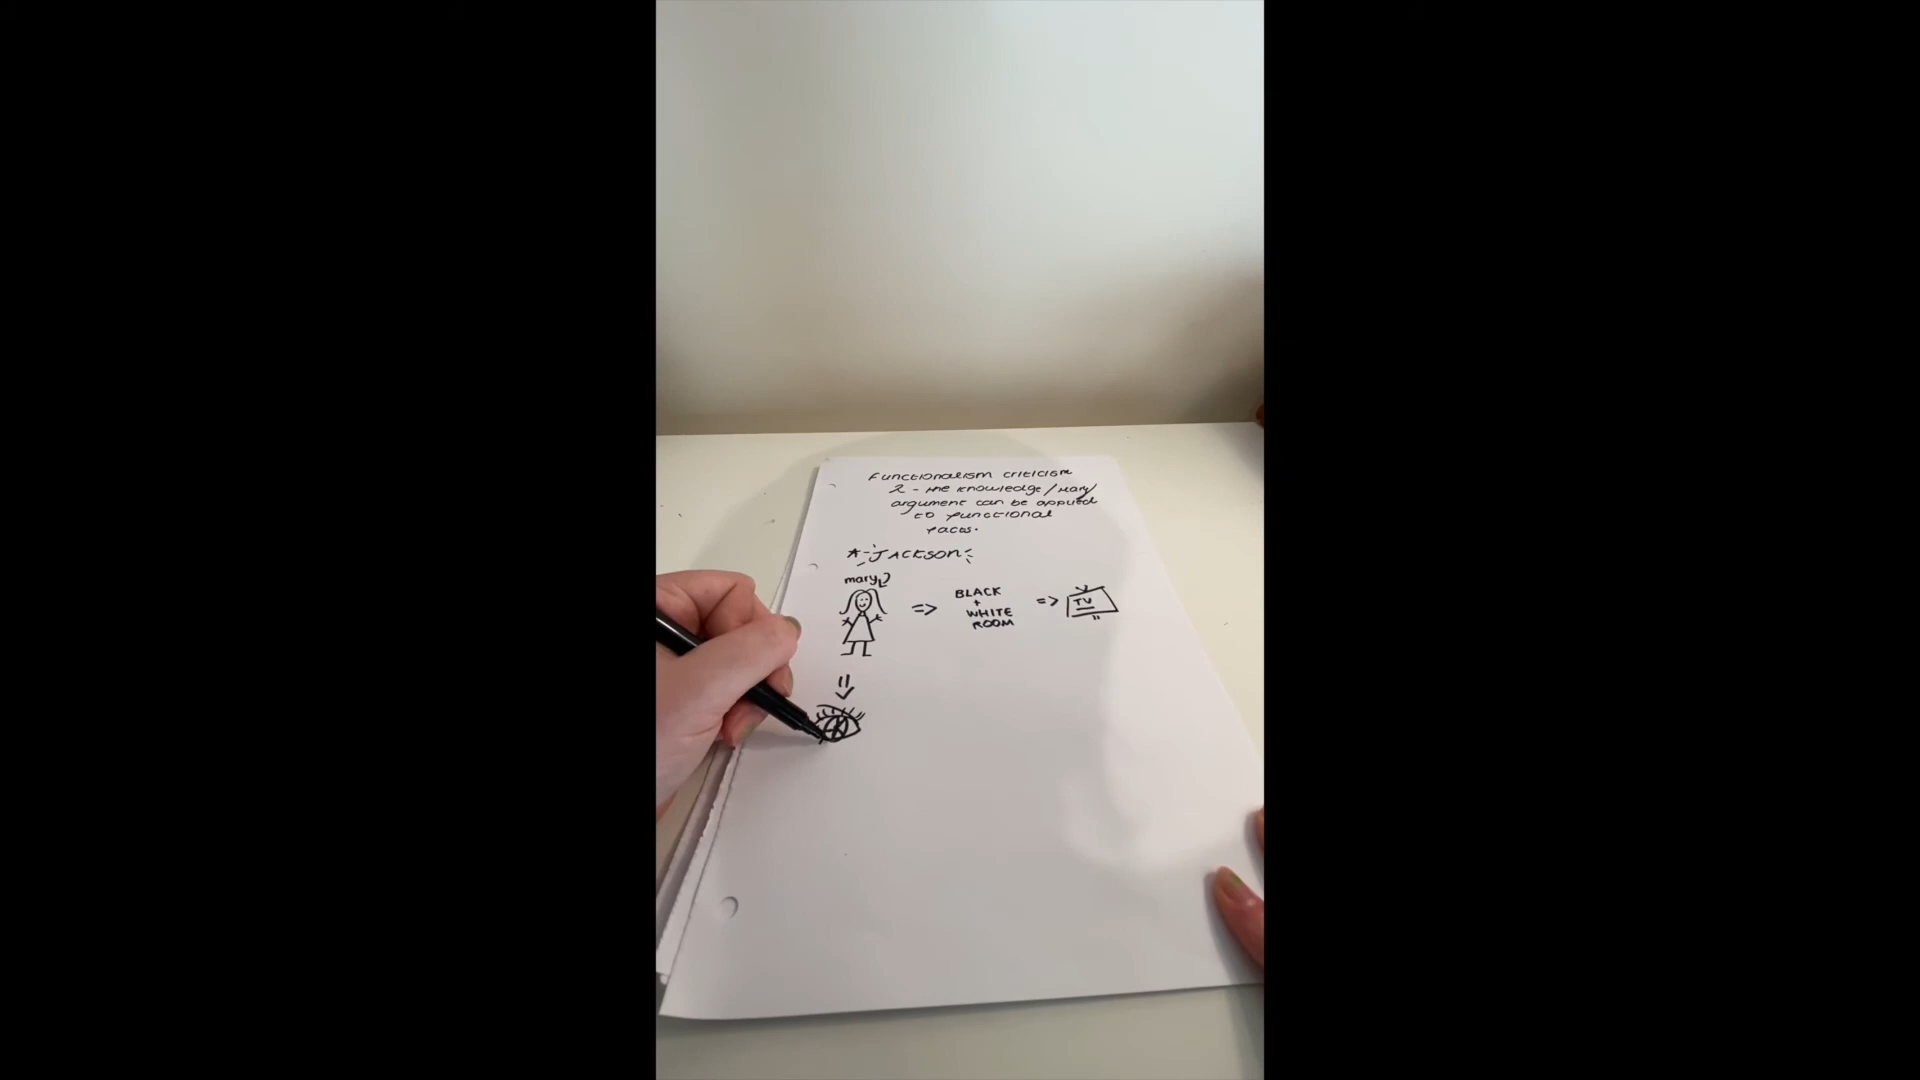 Functionalism criticism
2 - the knowledge/Mary
argument can be applied
to functional
facts.
* JACKSON
mary
BLACK
+
WHITE
ROOM
=>
=>
TV